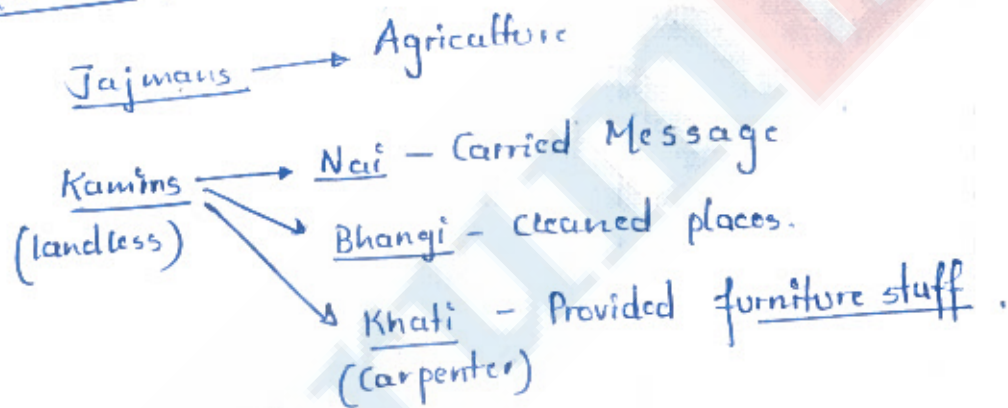 Jajmans → Agriculture
Kamins → Nai - Carried Message
(landless) Bhangi - Cleaned places.
Khati - Provided furniture stuff.
(Carpenter)